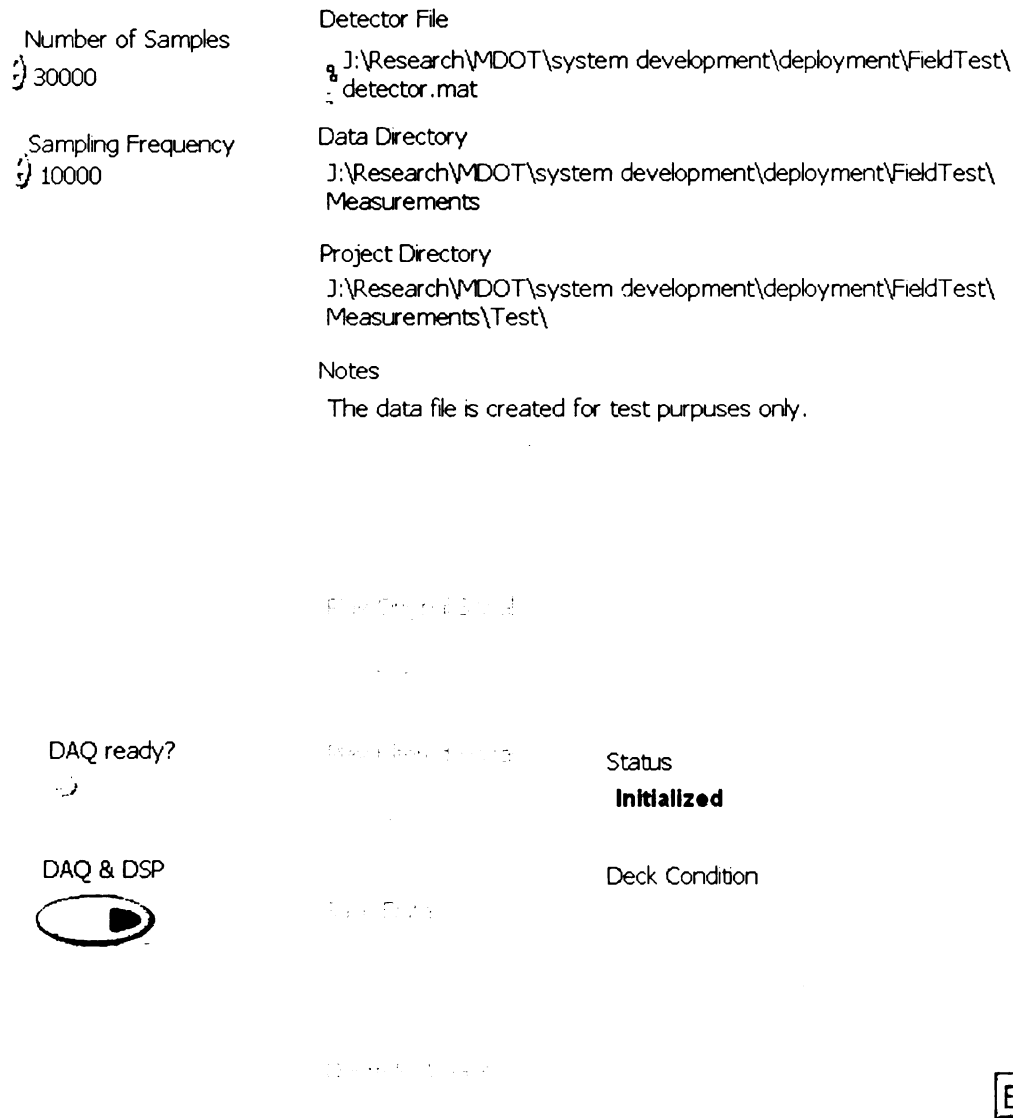 Number of Samples
30000
Sampling Frequency
10000
Detector File
J:\Research\MDOT\system development\deployment\FieldTest\
detector.mat
Data Directory
J:\Research\MDOT\system development\deployment\FieldTest\
Measurements
Project Directory
J:\Research\MDOT\system development\deployment\FieldTest\
Measurements\Test\
Notes
The data file is created for test purpuses only.
DAQ ready?
Status
Initialized
DAQ & DSP
Deck Condition